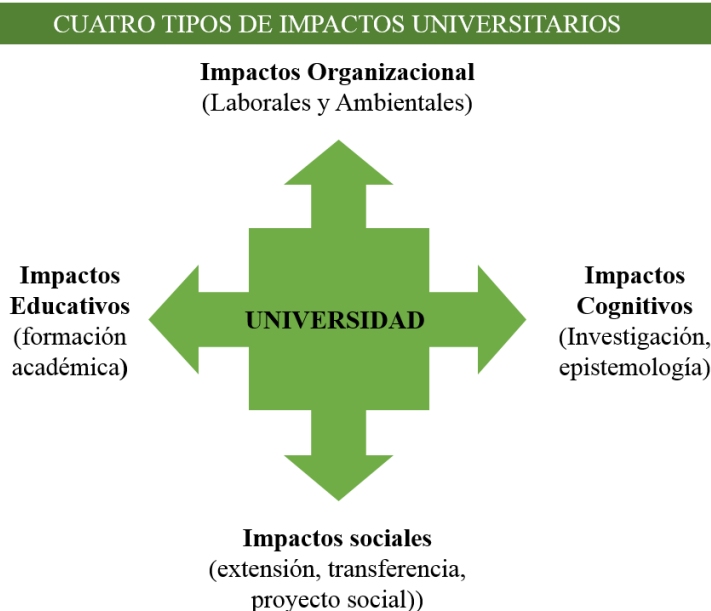 CUATRO TIPOS DE IMPACTOS UNIVERSITARIOS
Impactos Organizacional
(Laborales y Ambientales)
Impactos
Educativos
(formación
académica)
UNIVERSIDAD
Impactos
Cognitivos
(Investigación,
epistemología)
Impactos sociales
(extensión, transferencia,
proyecto social))